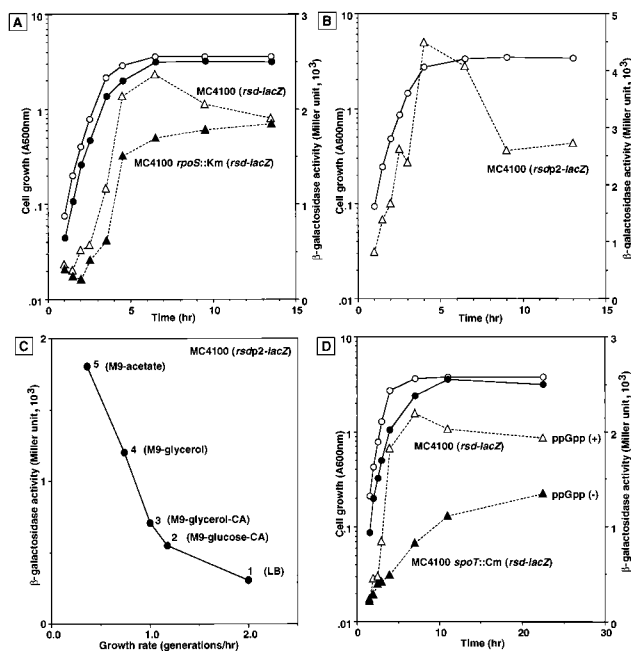 A
Cell growth (A600nm)
10
1
.1
.01
0
5
10
15
Time (hr)
3
2
1
0
β-galactosidase activity (Miller unit, 10³)
MC4100 (rsd-lacZ)
MC4100 rpoS::Km (rsd-lacZ)
B
Cell growth (A600nm)
10
1
.1
.01
0
5
10
15
Time (hr)
5
4
3
2
1
0
β-galactosidase activity (Miller unit, 10³)
MC4100 (rsdp2-lacZ)
C
MC4100 (rsdp2-lacZ)
β-galactosidase activity (Miller unit, 10³)
2
1
0
0.0
1.0
2.0
Growth rate (generations/hr)
5 (M9-acetate)
4 (M9-glycerol)
3 (M9-glycerol-CA)
2 (M9-glucose-CA)
1 (LB)
D
Cell growth (A600nm)
10
1
.1
.01
0
10
20
30
Time (hr)
3
2
1
0
β-galactosidase activity (Miller unit, 10³)
ppGpp (+)
MC4100 (rsd-lacZ)
ppGpp (-)
MC4100 spoT::Cm (rsd-lacZ)